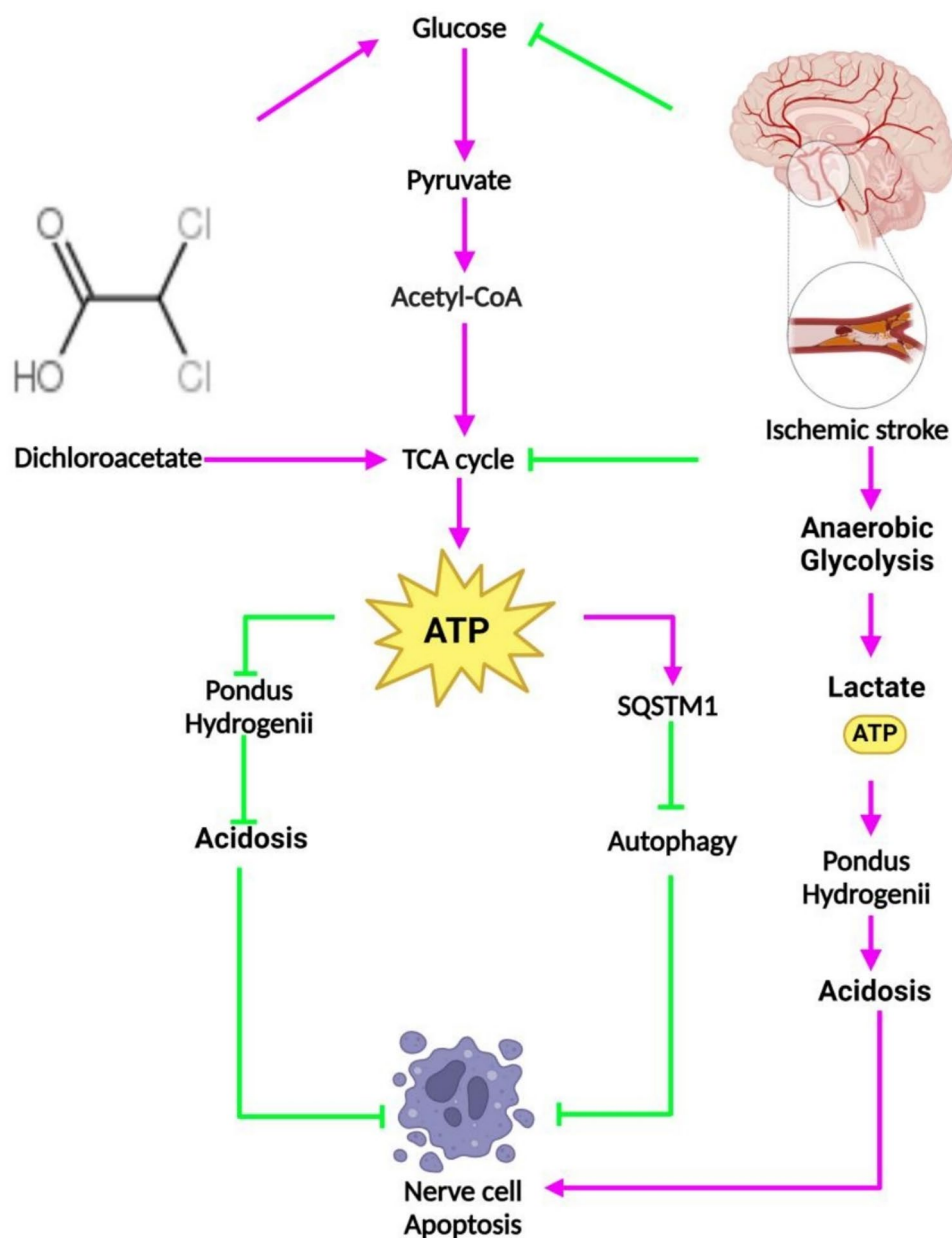 Glucose
Pyruvate
Acetyl-CoA
O
Cl
HO
Cl
Dichloroacetate
TCA cycle
Ischemic stroke
Anaerobic
Glycolysis
ATP
Pondus
Hydrogenii
SQSTM1
Lactate
ATP
Acidosis
Autophagy
Pondus
Hydrogenii
Acidosis
Nerve cell
Apoptosis